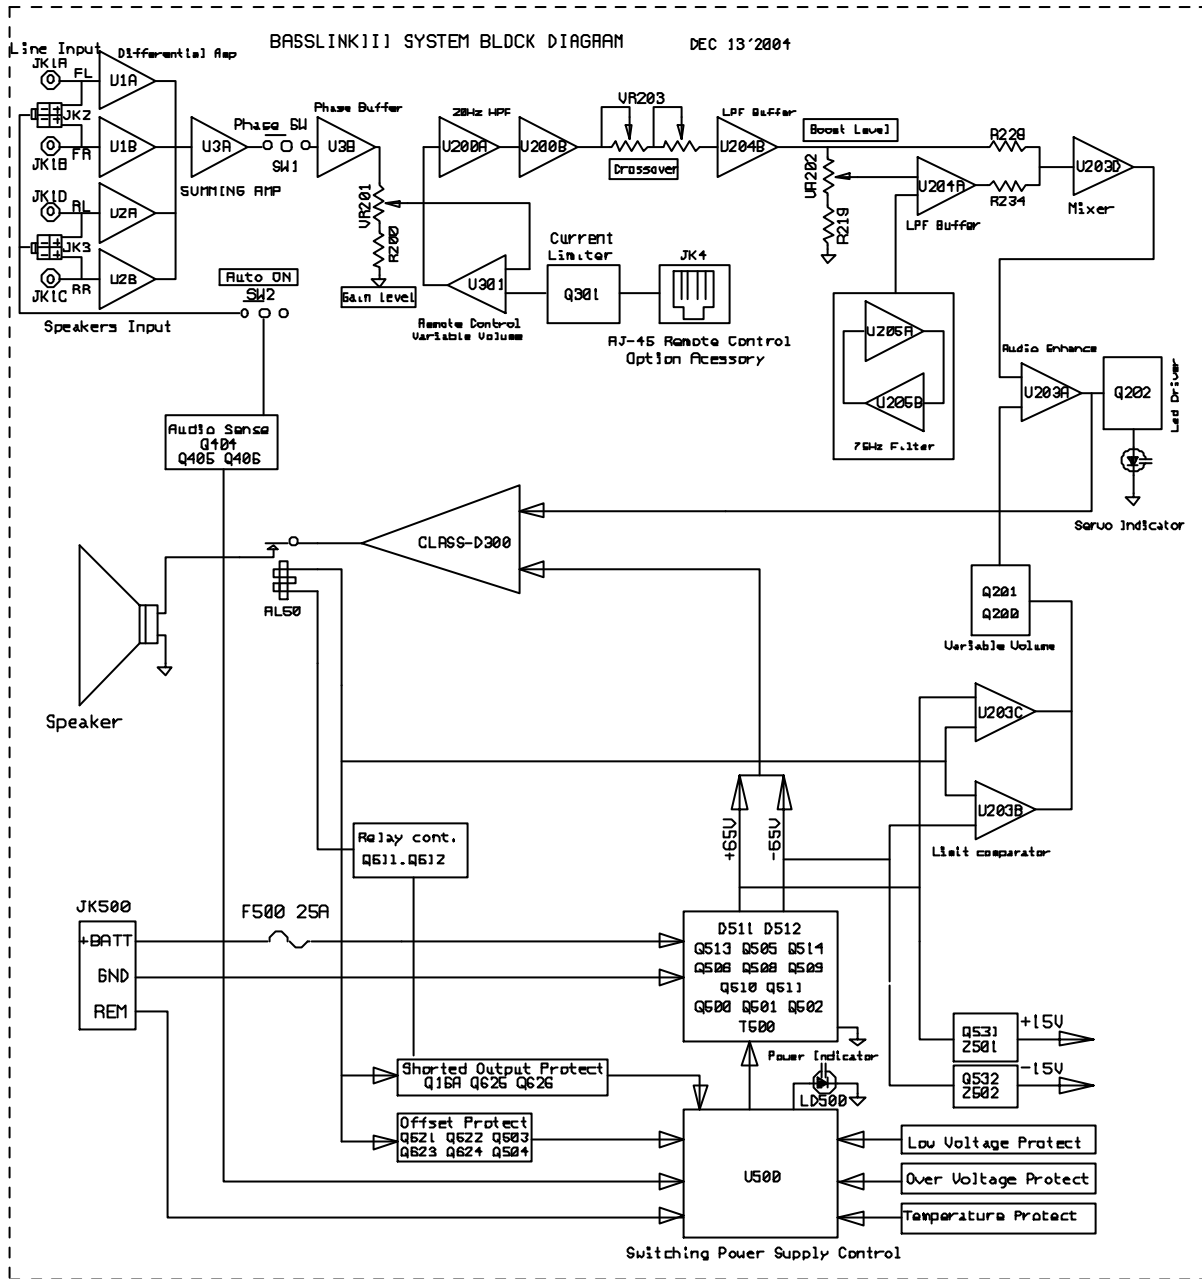 BASSLINK]I] SYSTEM BLOCK DIAGRAM
DEC 13'2004
Line Input
Differential Amp
JK1A
FL
U1A
JK2
U1B
FR
JK1B
JK1D
RL
U2A
JK3
U2B
RR
JK1C
Speakers Input
U3A
SUMMING AMP
Phase SW
SW1
Phase Buffer
U3B
VR201
R200
Gain level
Auto ON
SW2
20Hz HPF
U200A
U200B
VR203
Crossover
LPF Buffer
U204B
Boost Level
VR202
R219
U204A
LPF Buffer
R228
R234
U203D
Mixer
U301
Remote Control
Variable Volume
Current
Limiter
Q301
JK4
RJ-45 Remote Control
Option Acessory
U205A
U205B
75Hz Filter
Audio Enhance
U203A
Q202
Led Driver
Servo Indicator
Audio Sense
Q404
Q405 Q406
CLASS-D300
RL50
Speaker
Q201
Q200
Variable Volume
U203C
U203B
Limit comparator
+65V
-65V
Relay cont.
Q611.Q612
JK500
+BATT
GND
REM
F500 25A
D511 D512
Q513 Q505 Q514
Q506 Q508 Q509
Q510 Q511
Q500 Q501 Q502
T500
Q531
Z501
+15V
Q532
Z502
-15V
Power Indicator
LD500
Shorted Output Protect
Q16A Q625 Q626
Offset Protect
Q621 Q622 Q503
Q623 Q624 Q504
U500
Low Voltage Protect
Over Voltage Protect
Temperature Protect
Switching Power Supply Control